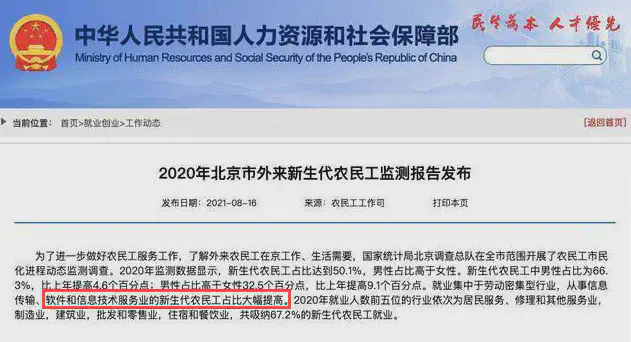 民生为本 人才优先
中华人民共和国人力资源和社会保障部
Ministry of Human Resources and Social Security of the People's Republic of China
当前位置： 首页>就业创业>工作动态
[返回首页]
2020年北京市外来新生代农民工监测报告发布
发布日期：2021-08-16 来源：农民工工作司 打印本页
为了进一步做好农民工服务工作，了解外来农民工在京工作、生活需要，国家统计局北京调查总队在全市范围开展了农民工市民
化进程动态监测调查。2020年监测数据显示，新生代农民工占比达到50.1%，男性占比高于女性。新生代农民工中男性占比为66.
3%，比上年提高4.6个百分点；男性占比高于女性32.5个百分点，比上年提高9.1个百分点。就业集中于劳动密集型行业，从事信息
传输、软件和信息技术服务业的新生代农民工占比大幅提高。2020年就业人数前五位的行业依次为居民服务、修理和其他服务业，
制造业，建筑业，批发和零售业，住宿和餐饮业，共吸纳67.2%的新生代农民工就业。